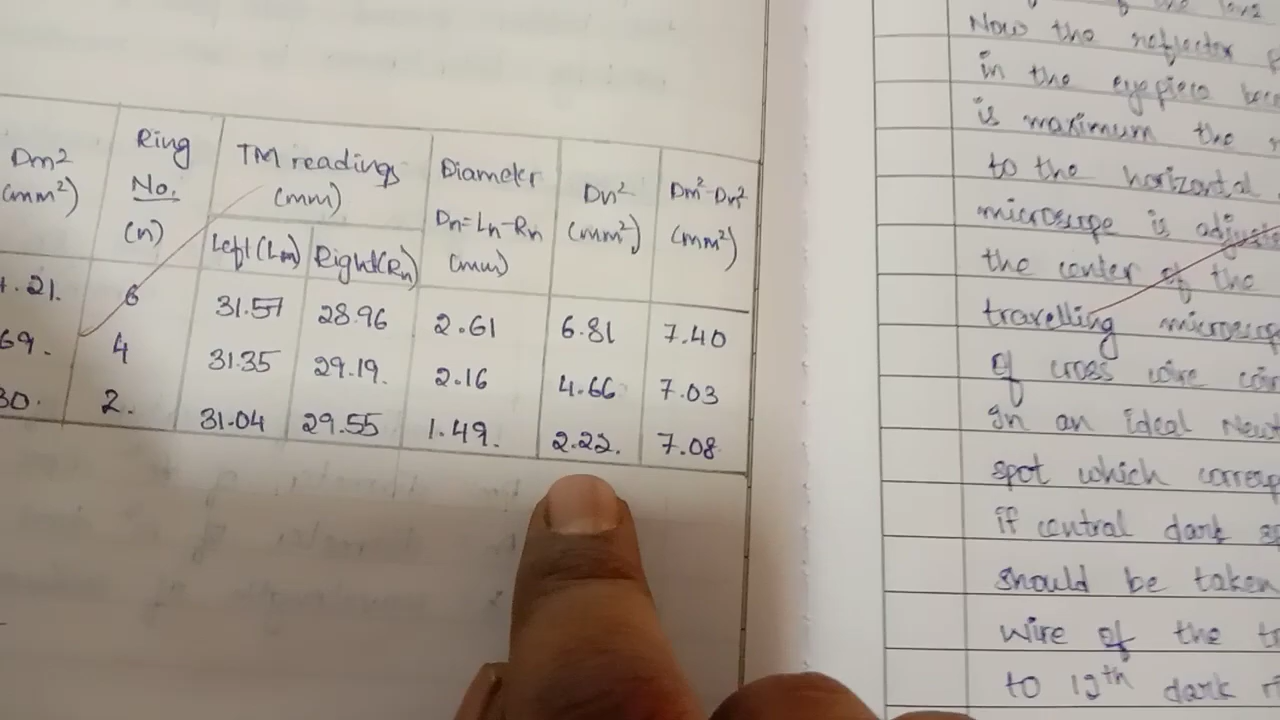 Dm² (mm²) Ring No. (n) TM readings (mm) Diameter Dn=Ln-Rn (mm) Dn² (mm²) Dm²-Dn² (mm²)
Left(Lm) Right(Rn)
.21. 6 31.57 28.96 2.61 6.81 7.40
69. 4 31.35 29.19. 2.16 4.66 7.03
30. 2. 31.04 29.55 1.49. 2.22. 7.08
Now the reflector
in the eyepiece
is maximum the
to the horizontal
microscope is
the center of the
travelling
of cross wire
In an ideal
spot which
if central dark
should be taken
wire of the
to 12th dark